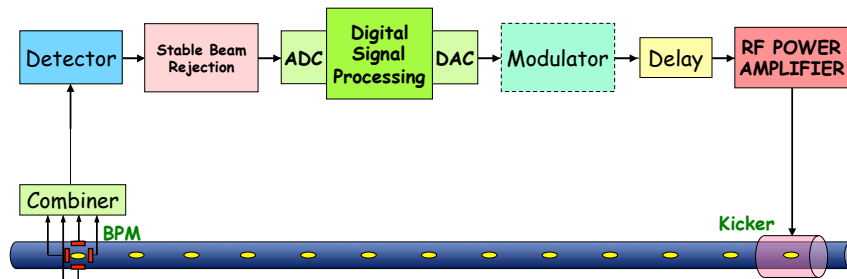 Detector
Stable Beam
Rejection
ADC
Digital
Signal
Processing
DAC
Modulator
Delay
RF POWER
AMPLIFIER
Combiner
BPM
Kicker